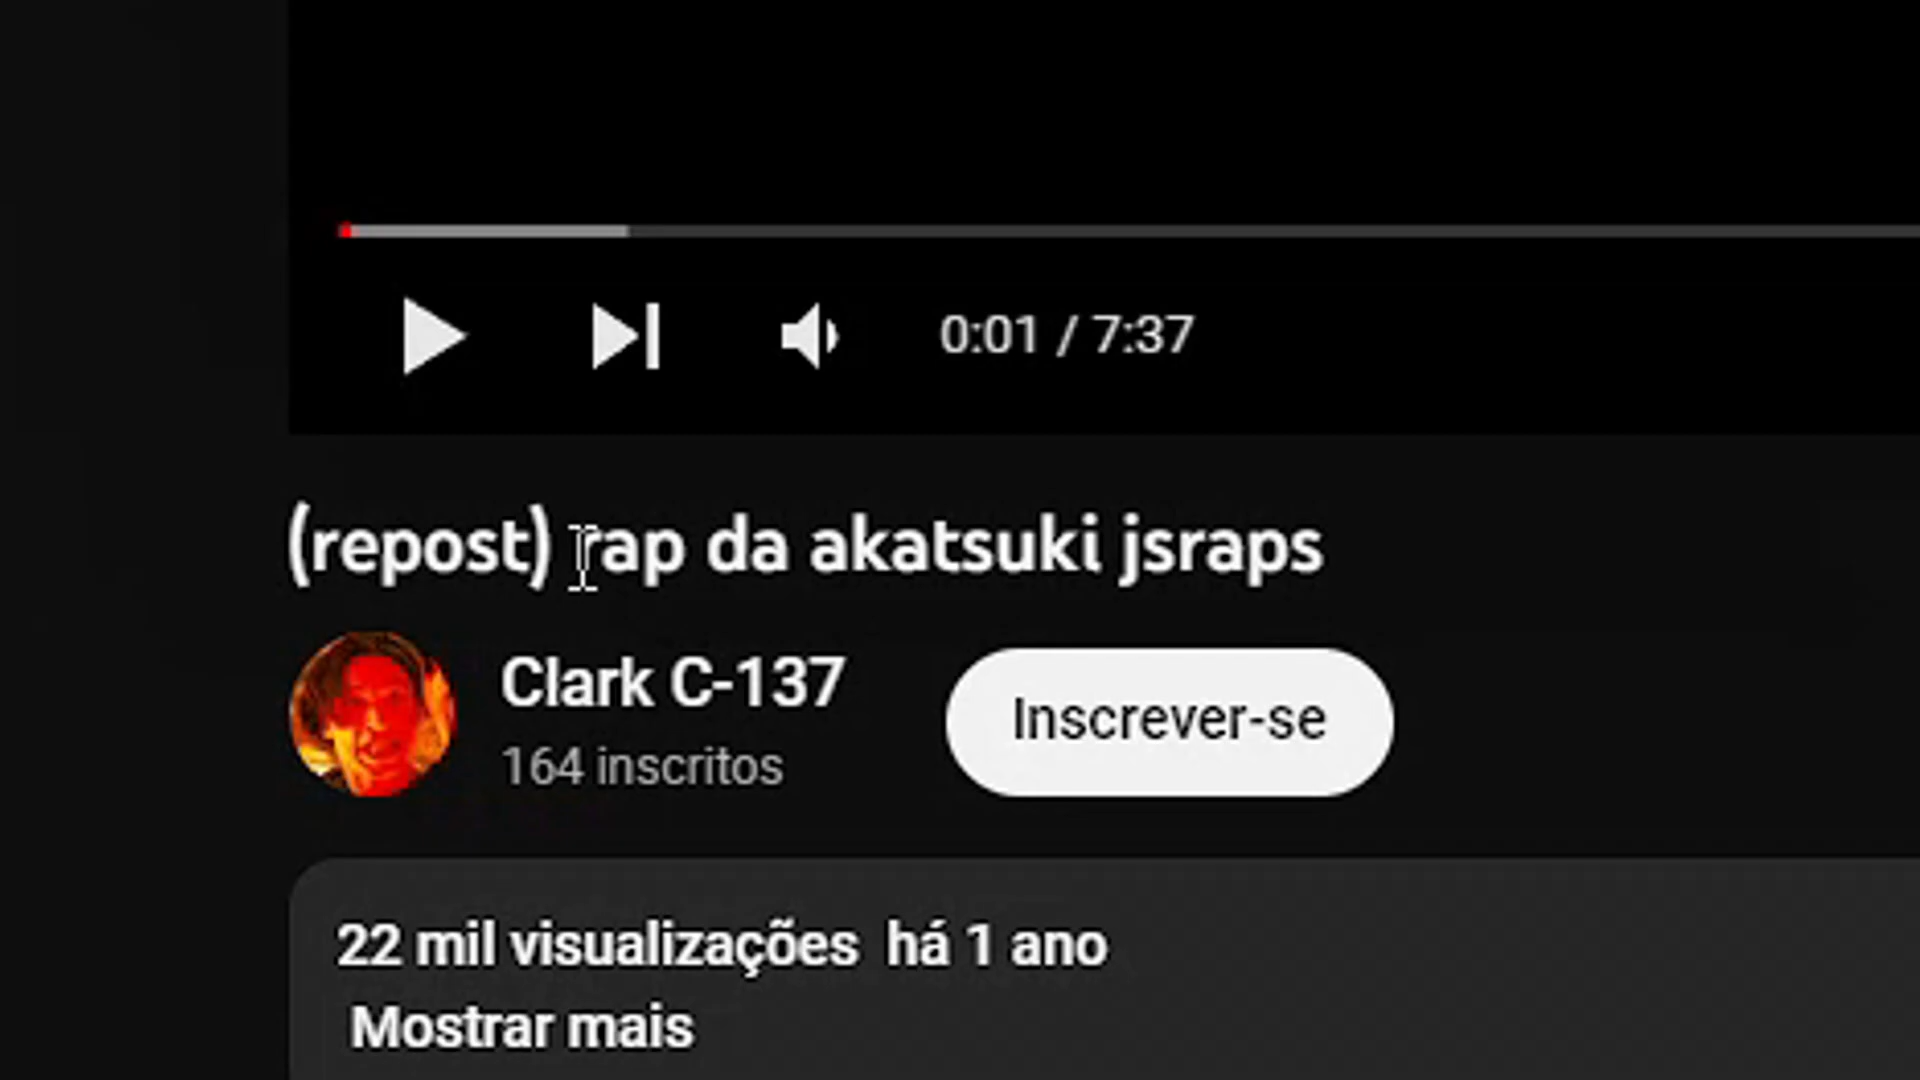 0:01 / 7:37
(repost) rap da akatsuki jsraps
Clark C-137
Inscrever-se
164 inscritos
22 mil visualizações há 1 ano
Mostrar mais